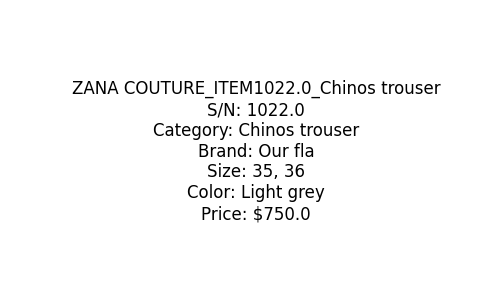 ZANA COUTURE_ITEM1022.0_Chinos trouser
S/N: 1022.0
Category: Chinos trouser
Brand: Our fla
Size: 35, 36
Color: Light grey
Price: $750.0